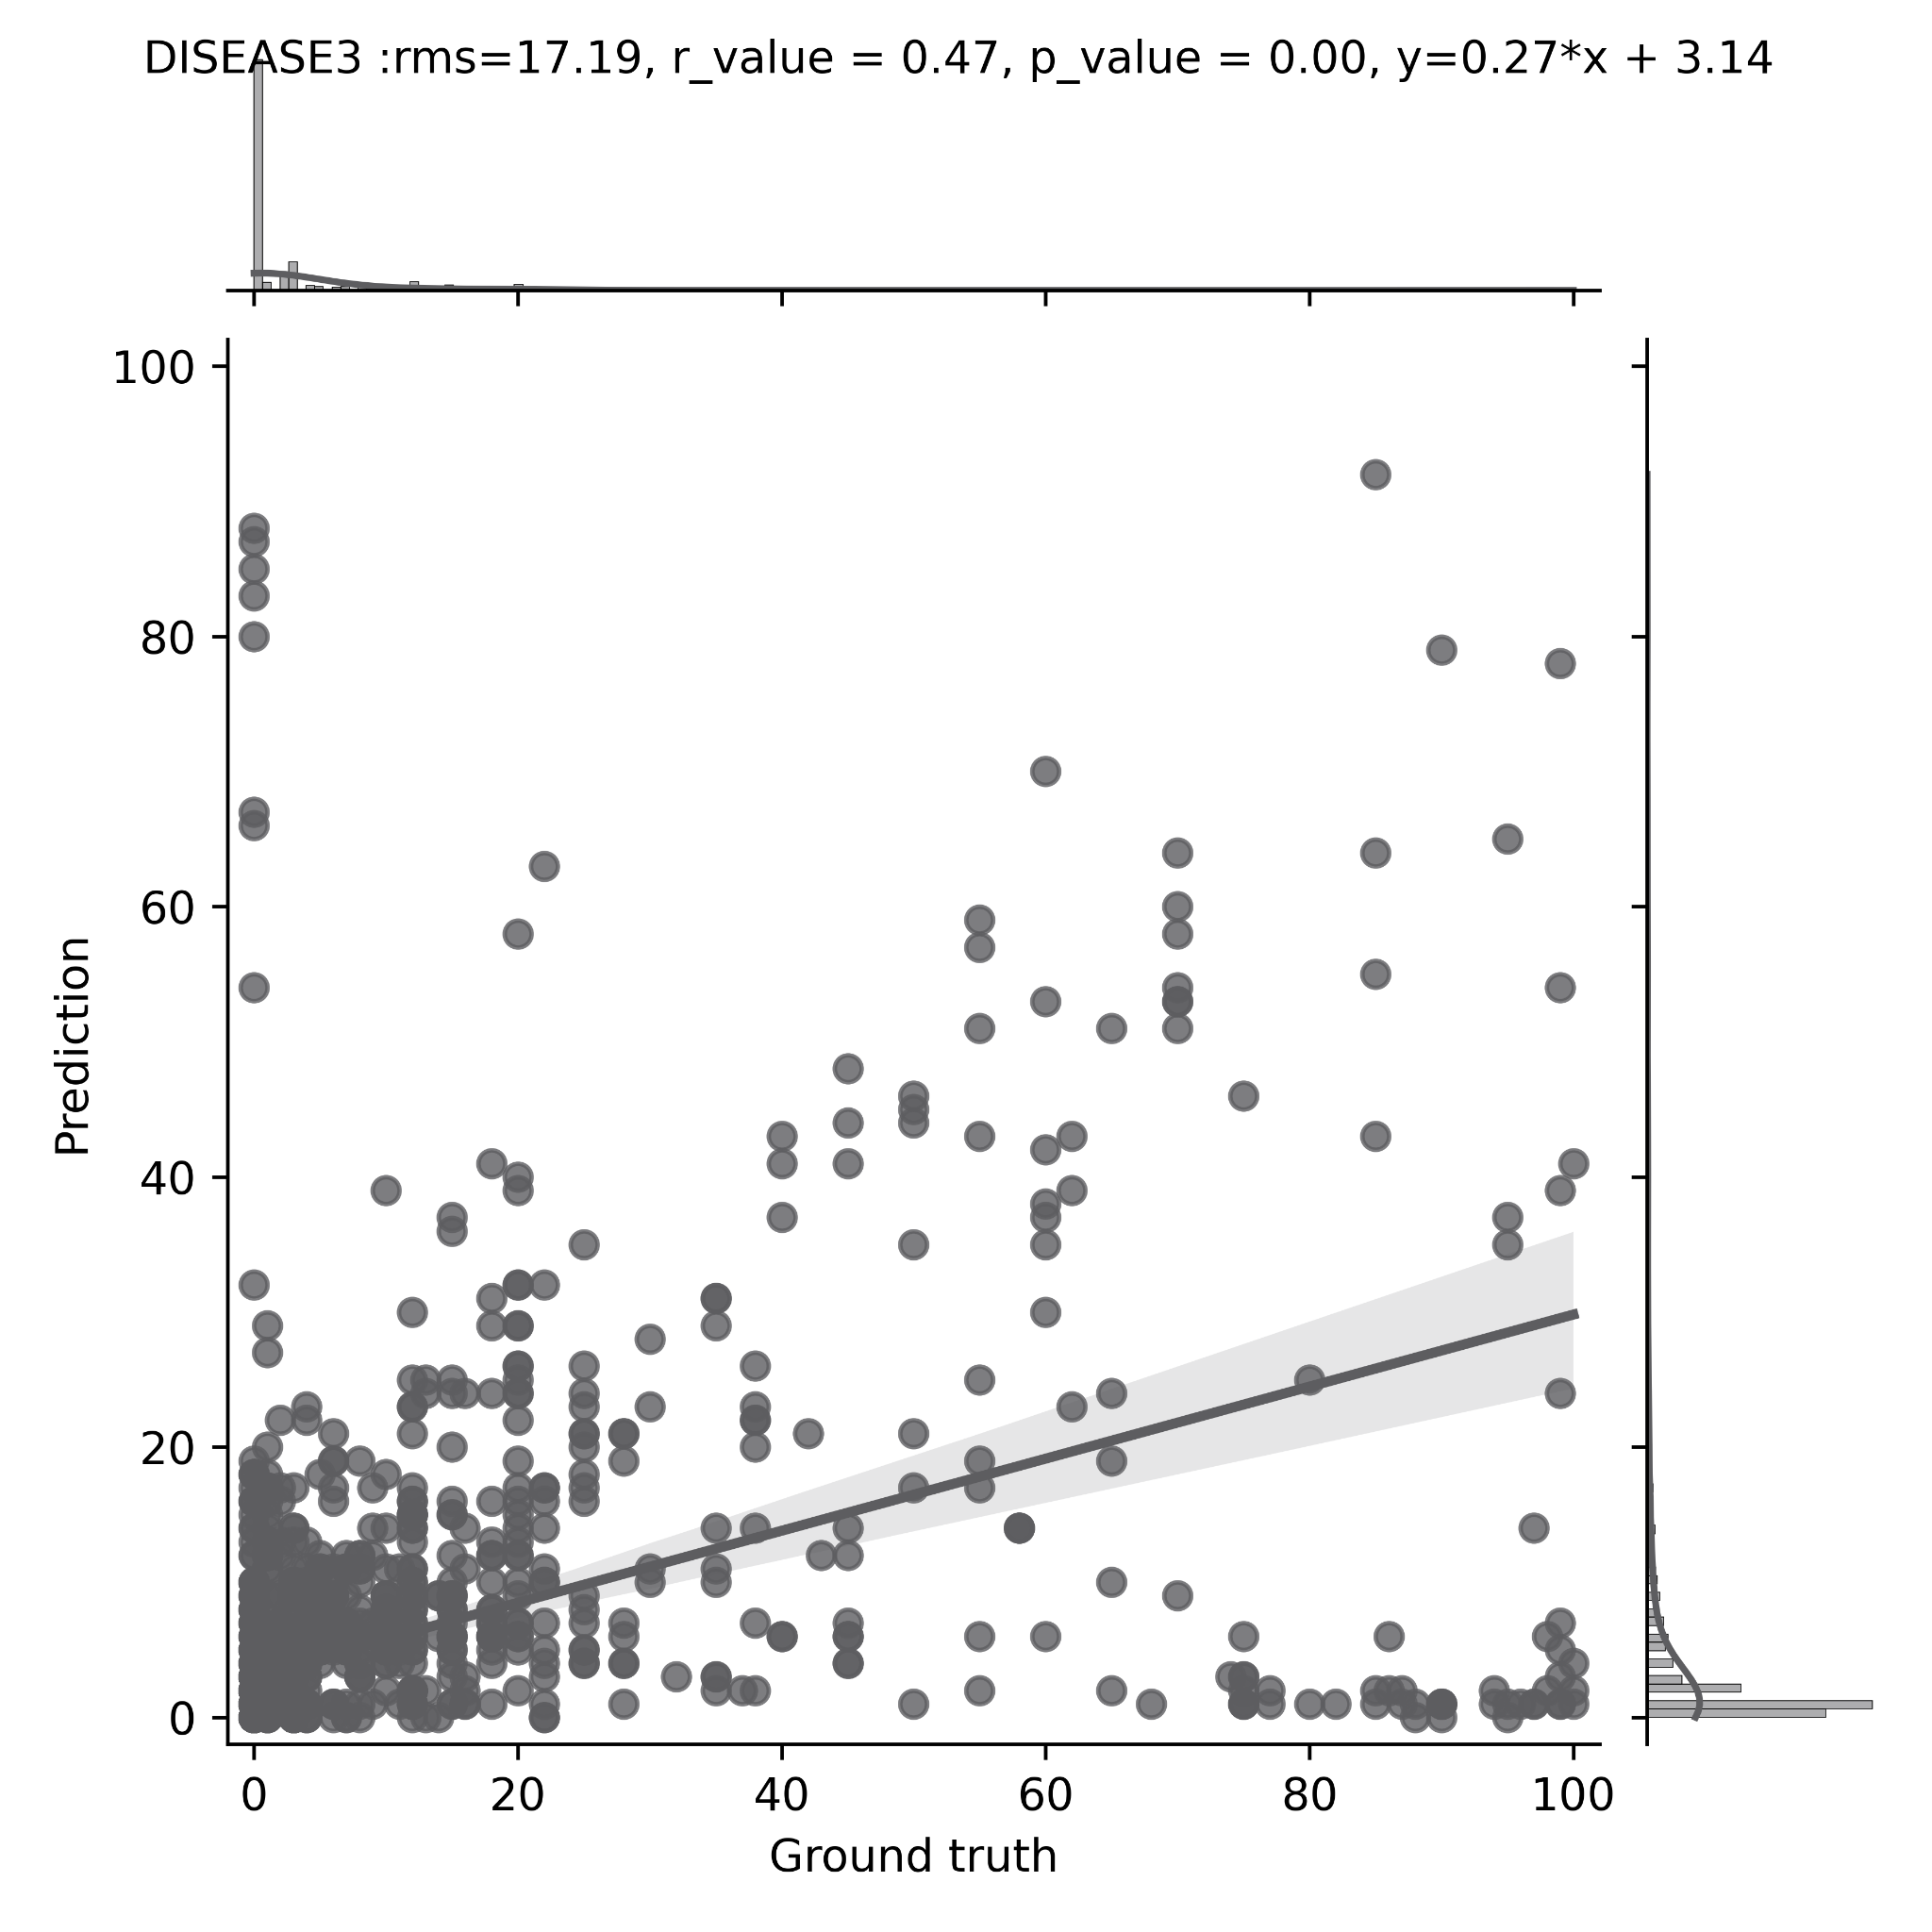 DISEASE3 :rms=17.19, r_value = 0.47, p_value = 0.00, y=0.27*x + 3.14
100
80
60
40
20
0
Prediction
0 20 40 60 80 100
Ground truth